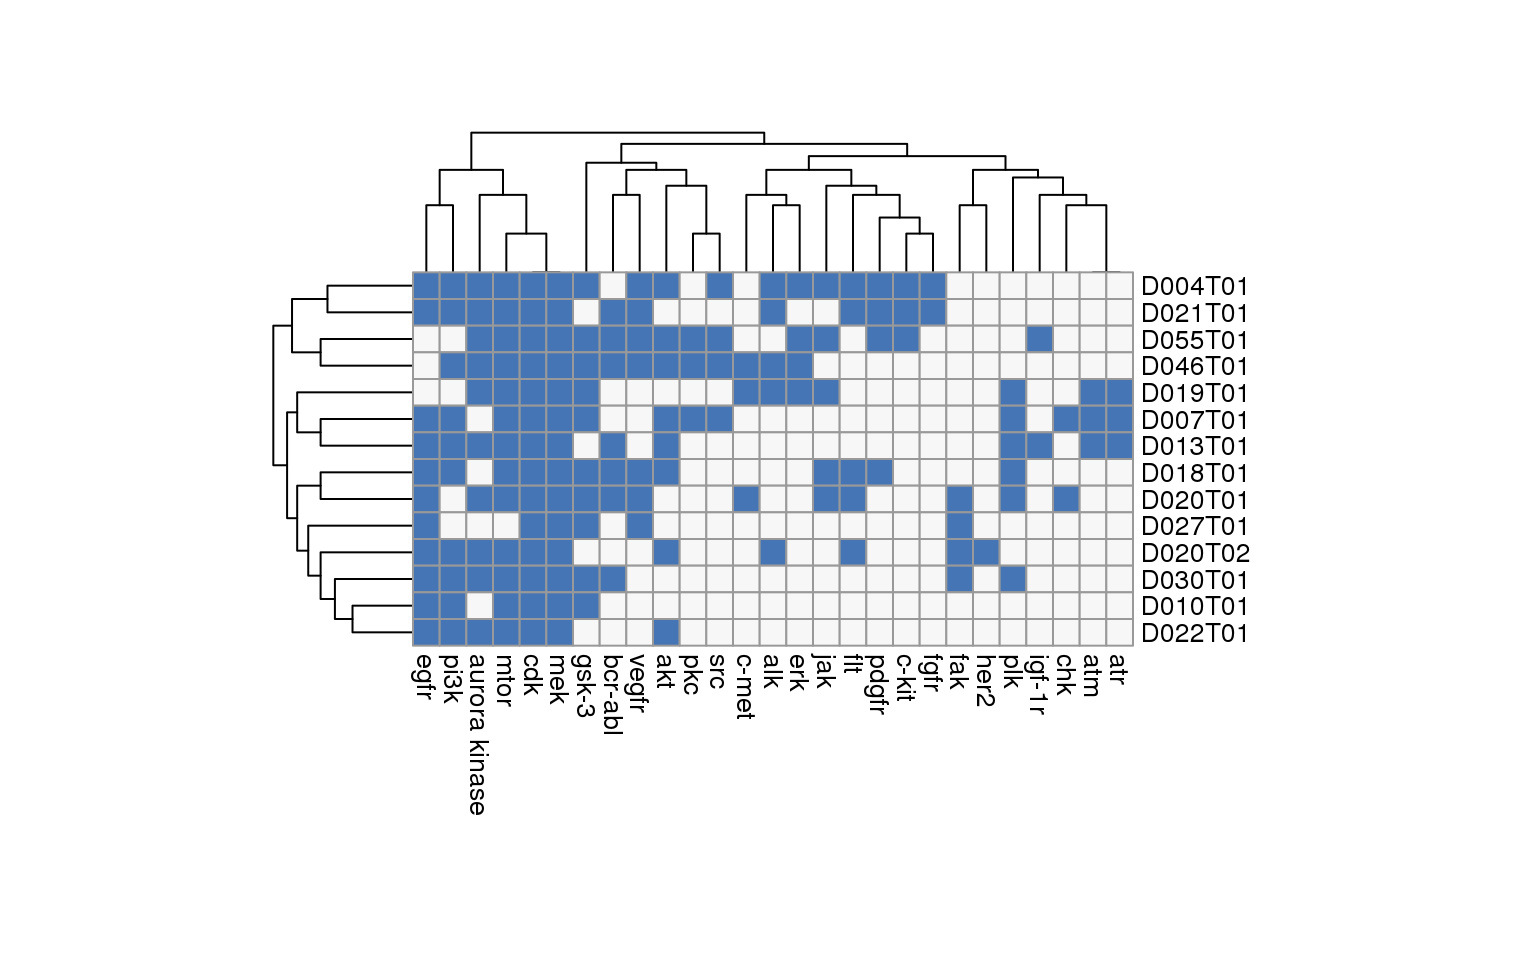 D004T01
D021T01
D055T01
D046T01
D019T01
D007T01
D013T01
D018T01
D020T01
D027T01
D020T02
D030T01
D010T01
D022T01
egfr
pi3k
aurora kinase
mtor
cdk
mek
gsk-3
bcr-abl
vegfr
akt
pkc
src
c-met
alk
erk
jak
flt
pdgfr
c-kit
fgfr
fak
her2
plk
igf-1r
chk
atm
atr